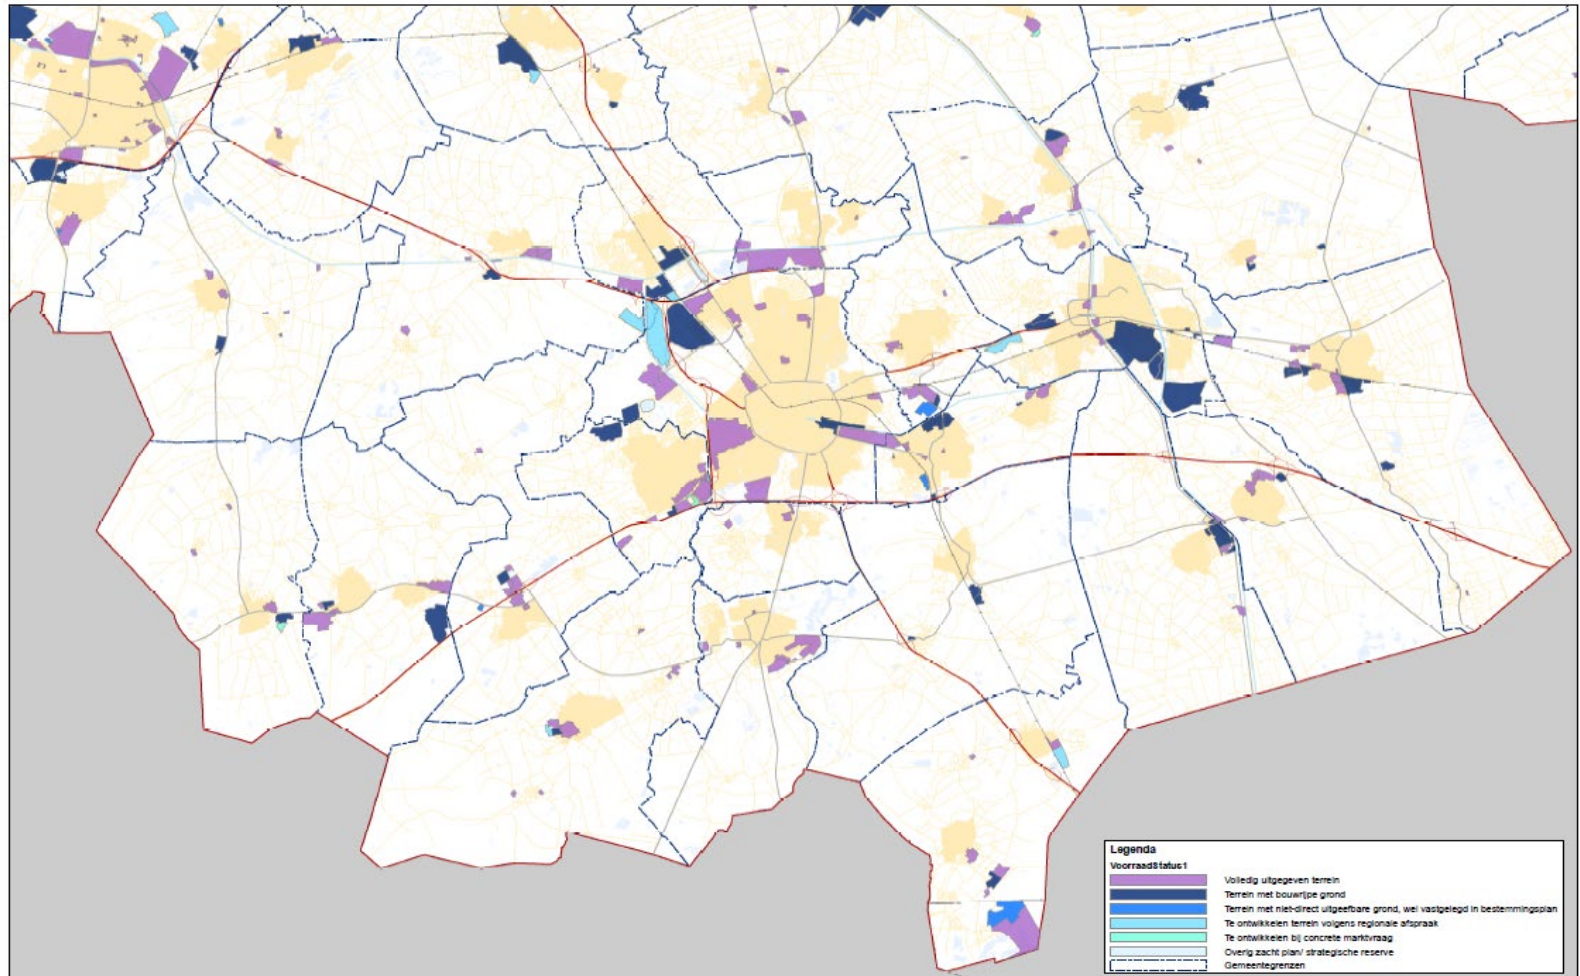 Legenda
VoorraadStatus1
Volledig uitgegeven terrein
Terrein met bouwrijpe grond
Terrein met niet-direct uitgeefbare grond, wel vastgelegd in bestemmingsplan
Te ontwikkelen terrein volgens regionale afspraak
Te ontwikkelen bij concrete marktvraag
Overig zacht plan/ strategische reserve
Gemeentegrenzen